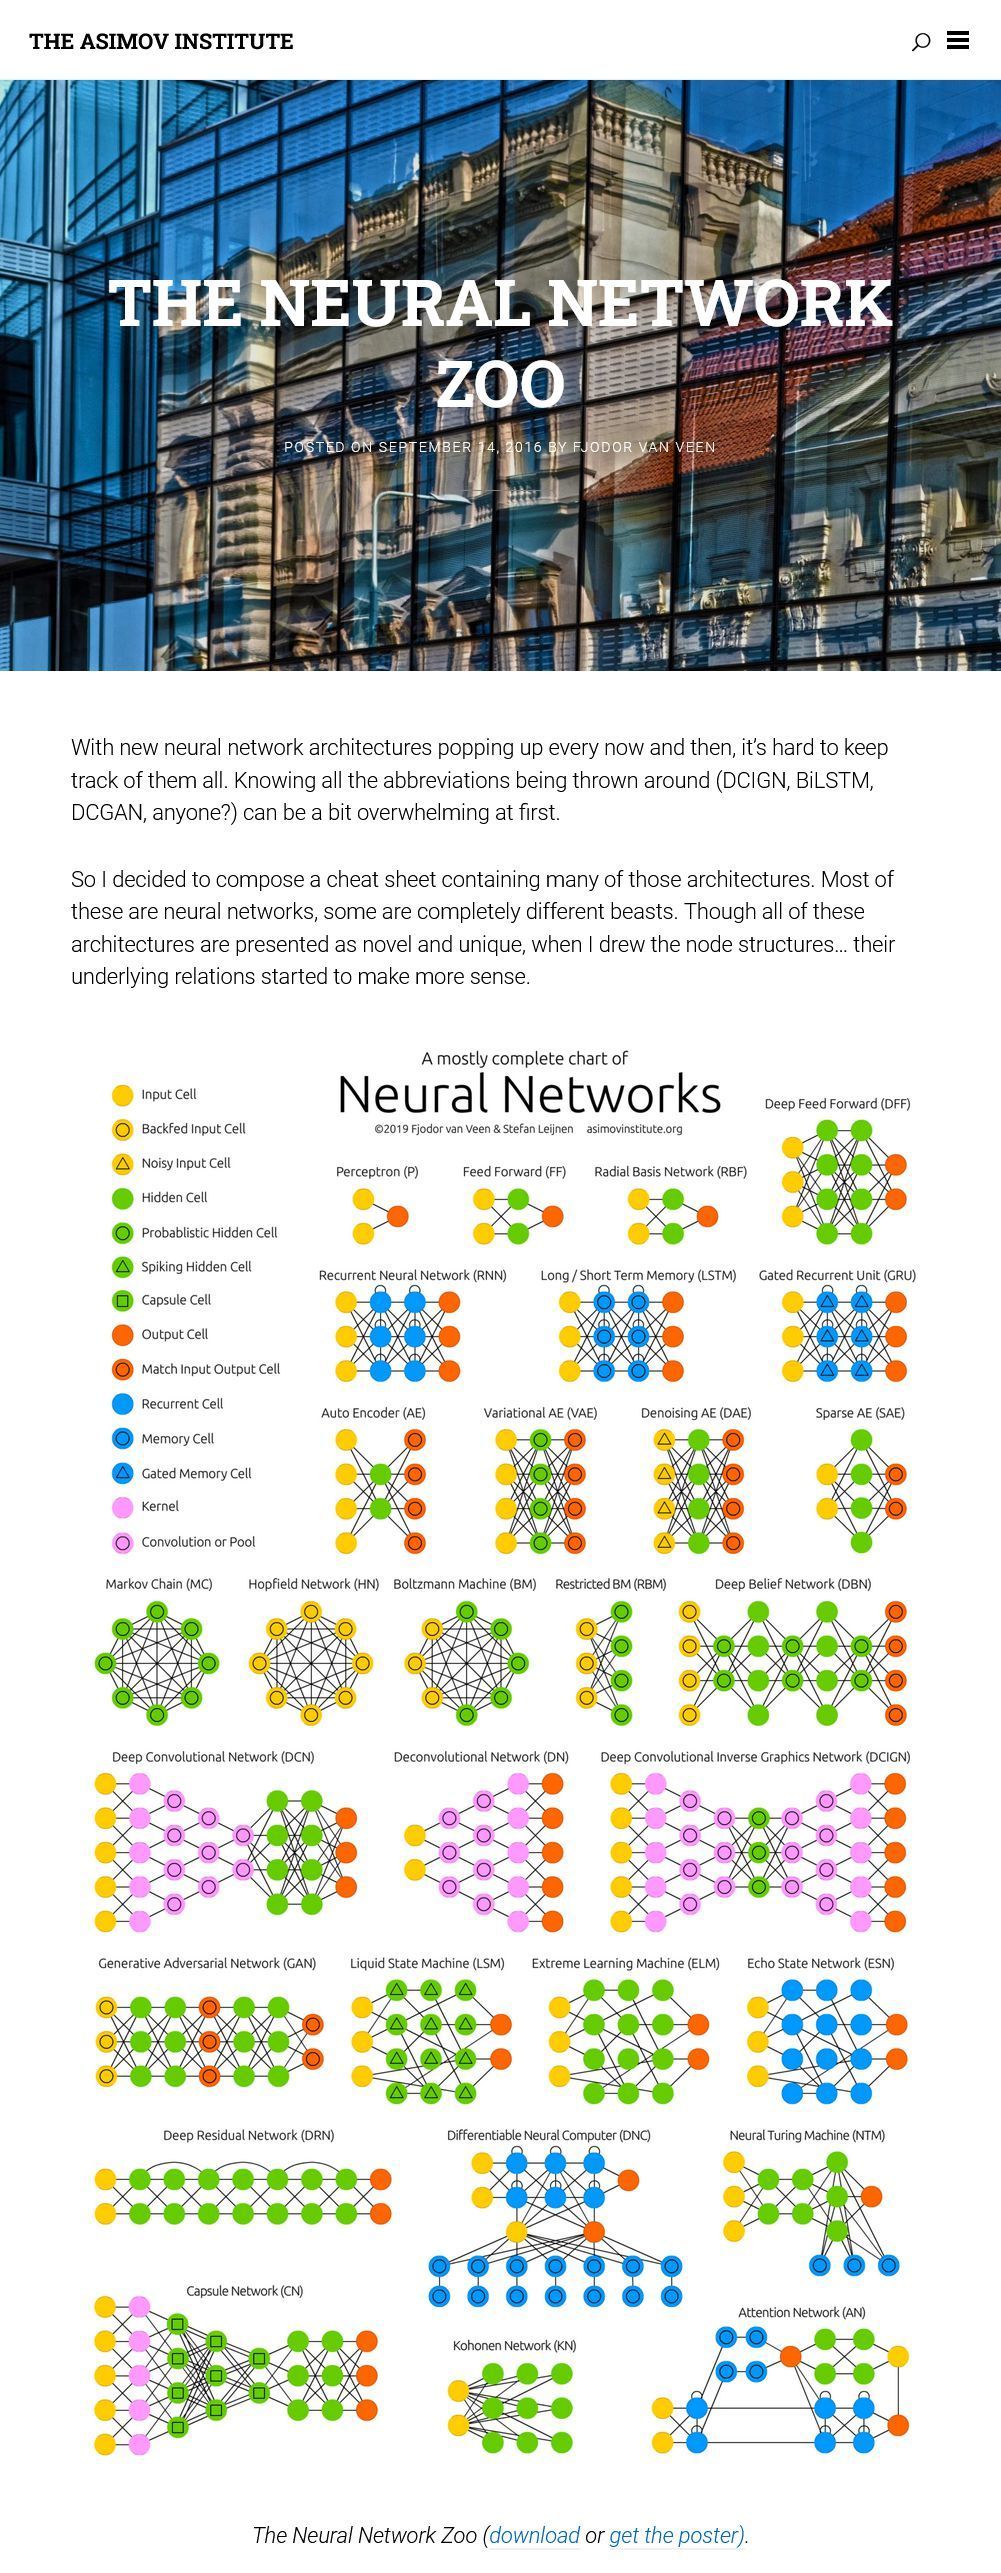 THE ASIMOV INSTITUTE
THE NEURAL NETWORK
ZOO
POSTED ON SEPTEMBER 14, 2016 BY FJODOR VAN VEEN
With new neural network architectures popping up every now and then, it’s hard to keep
track of them all. Knowing all the abbreviations being thrown around (DCIGN, BiLSTM,
DCGAN, anyone?) can be a bit overwhelming at first.
So I decided to compose a cheat sheet containing many of those architectures. Most of
these are neural networks, some are completely different beasts. Though all of these
architectures are presented as novel and unique, when I drew the node structures… their
underlying relations started to make more sense.
A mostly complete chart of
Neural Networks
©2019 Fjodor van Veen & Stefan Leijnen asimovinstitute.org
Input Cell
Backfed Input Cell
Noisy Input Cell
Hidden Cell
Probablistic Hidden Cell
Spiking Hidden Cell
Capsule Cell
Output Cell
Match Input Output Cell
Recurrent Cell
Memory Cell
Gated Memory Cell
Kernel
Convolution or Pool
Deep Feed Forward (DFF)
Perceptron (P) Feed Forward (FF) Radial Basis Network (RBF)
Recurrent Neural Network (RNN) Long / Short Term Memory (LSTM) Gated Recurrent Unit (GRU)
Auto Encoder (AE) Variational AE (VAE) Denoising AE (DAE) Sparse AE (SAE)
Markov Chain (MC) Hopfield Network (HN) Boltzmann Machine (BM) Restricted BM (RBM) Deep Belief Network (DBN)
Deep Convolutional Network (DCN) Deconvolutional Network (DN) Deep Convolutional Inverse Graphics Network (DCIGN)
Generative Adversarial Network (GAN) Liquid State Machine (LSM) Extreme Learning Machine (ELM) Echo State Network (ESN)
Deep Residual Network (DRN) Differentiable Neural Computer (DNC) Neural Turing Machine (NTM)
Capsule Network (CN)
Kohonen Network (KN)
Attention Network (AN)
The Neural Network Zoo (download or get the poster).